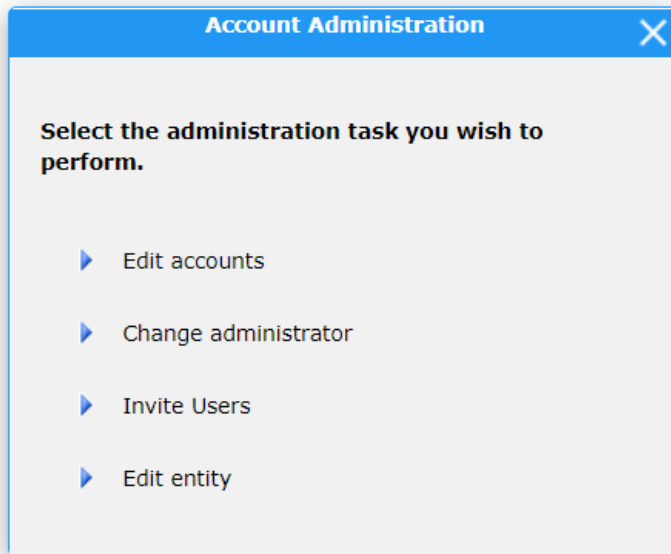 Account Administration
Select the administration task you wish to
perform.
Edit accounts
Change administrator
Invite Users
Edit entity